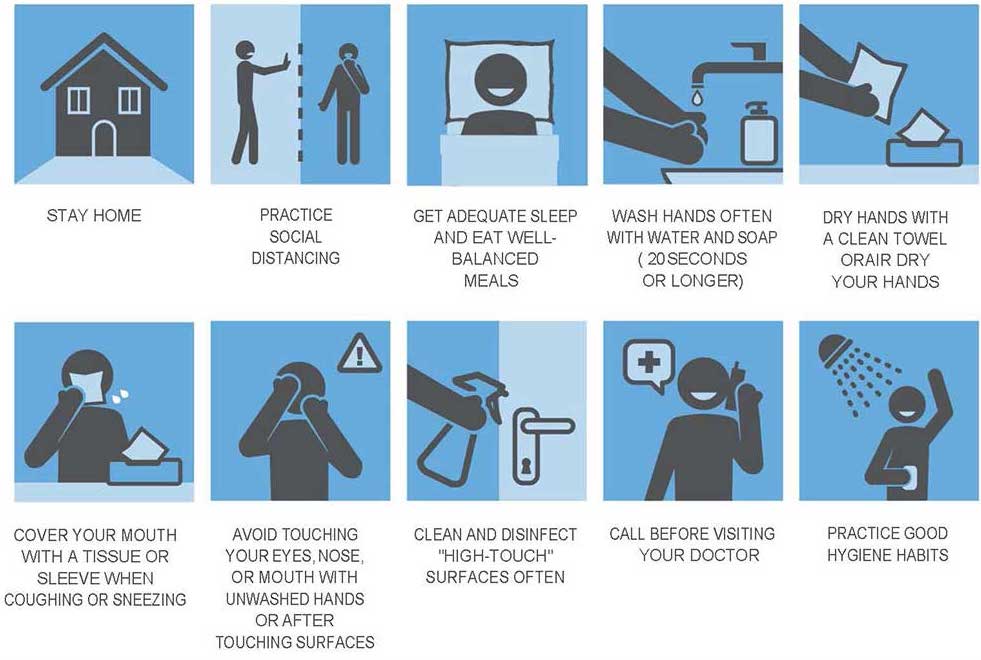 STAY HOME
PRACTICE
SOCIAL
DISTANCING
GET ADEQUATE SLEEP
AND EAT WELL-
BALANCED
MEALS
WASH HANDS OFTEN
WITH WATER AND SOAP
( 20 SECONDS
OR LONGER)
DRY HANDS WITH
A CLEAN TOWEL
ORAIR DRY
YOUR HANDS
COVER YOUR MOUTH
WITH A TISSUE OR
SLEEVE WHEN
COUGHING OR SNEEZING
AVOID TOUCHING
YOUR EYES, NOSE,
OR MOUTH WITH
UNWASHED HANDS
OR AFTER
TOUCHING SURFACES
CLEAN AND DISINFECT
"HIGH-TOUCH"
SURFACES OFTEN
CALL BEFORE VISITING
YOUR DOCTOR
PRACTICE GOOD
HYGIENE HABITS